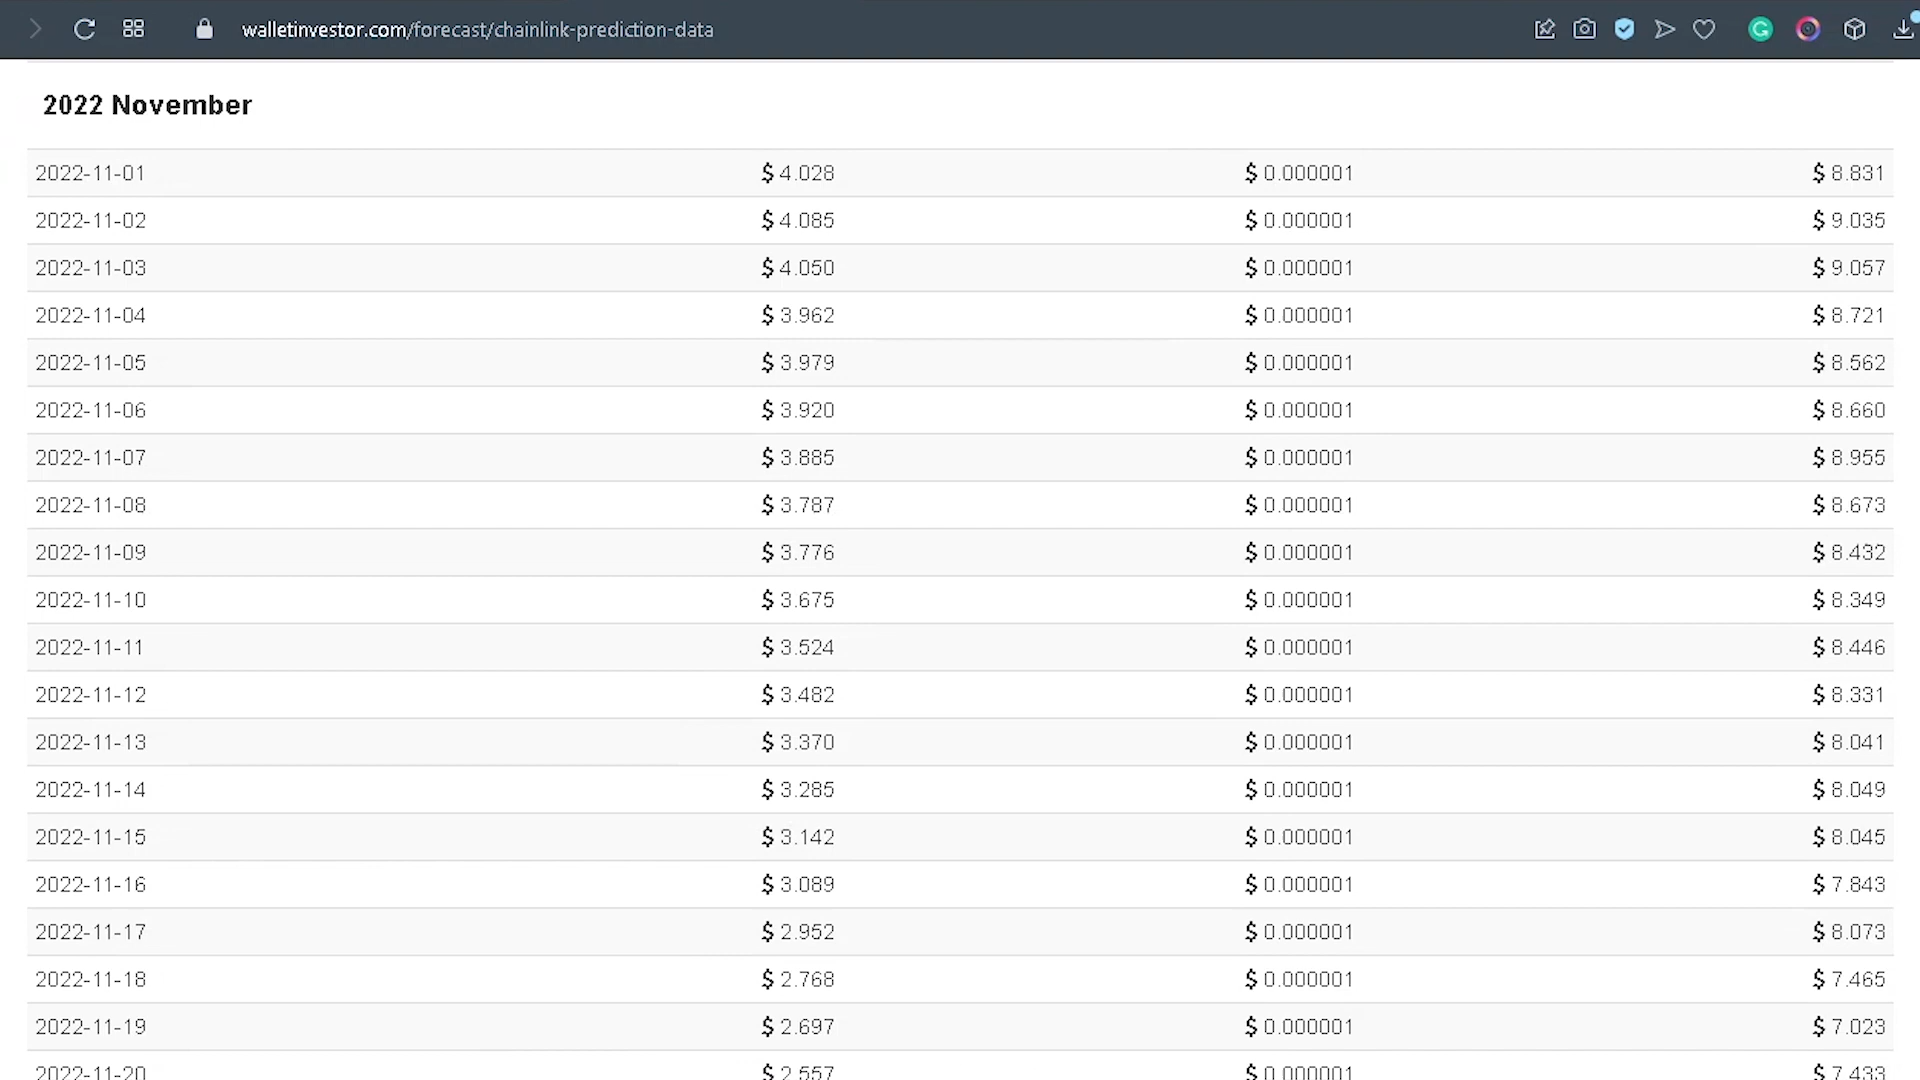 walletinvestor.com/forecast/chainlink-prediction-data
2022 November
2022-11-01 $ 4.028 $ 0.000001 $ 8.831
2022-11-02 $ 4.085 $ 0.000001 $ 9.035
2022-11-03 $ 4.050 $ 0.000001 $ 9.057
2022-11-04 $ 3.962 $ 0.000001 $ 8.721
2022-11-05 $ 3.979 $ 0.000001 $ 8.562
2022-11-06 $ 3.920 $ 0.000001 $ 8.660
2022-11-07 $ 3.885 $ 0.000001 $ 8.955
2022-11-08 $ 3.787 $ 0.000001 $ 8.673
2022-11-09 $ 3.776 $ 0.000001 $ 8.432
2022-11-10 $ 3.675 $ 0.000001 $ 8.349
2022-11-11 $ 3.524 $ 0.000001 $ 8.446
2022-11-12 $ 3.482 $ 0.000001 $ 8.331
2022-11-13 $ 3.370 $ 0.000001 $ 8.041
2022-11-14 $ 3.285 $ 0.000001 $ 8.049
2022-11-15 $ 3.142 $ 0.000001 $ 8.045
2022-11-16 $ 3.089 $ 0.000001 $ 7.843
2022-11-17 $ 2.952 $ 0.000001 $ 8.073
2022-11-18 $ 2.768 $ 0.000001 $ 7.465
2022-11-19 $ 2.697 $ 0.000001 $ 7.023
2022-11-20 $ 2.557 $ 0.000001 $ 7.433